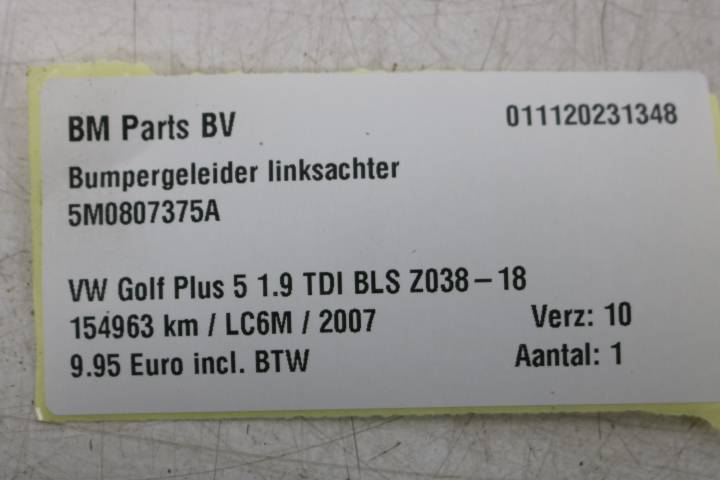 BM Parts BV 011120231348
Bumpergeleider linksachter
5M0807375A
VW Golf Plus 5 1.9 TDI BLS Z038-18
154963 km / LC6M / 2007 Verz: 10
9.95 Euro incl. BTW Aantal: 1